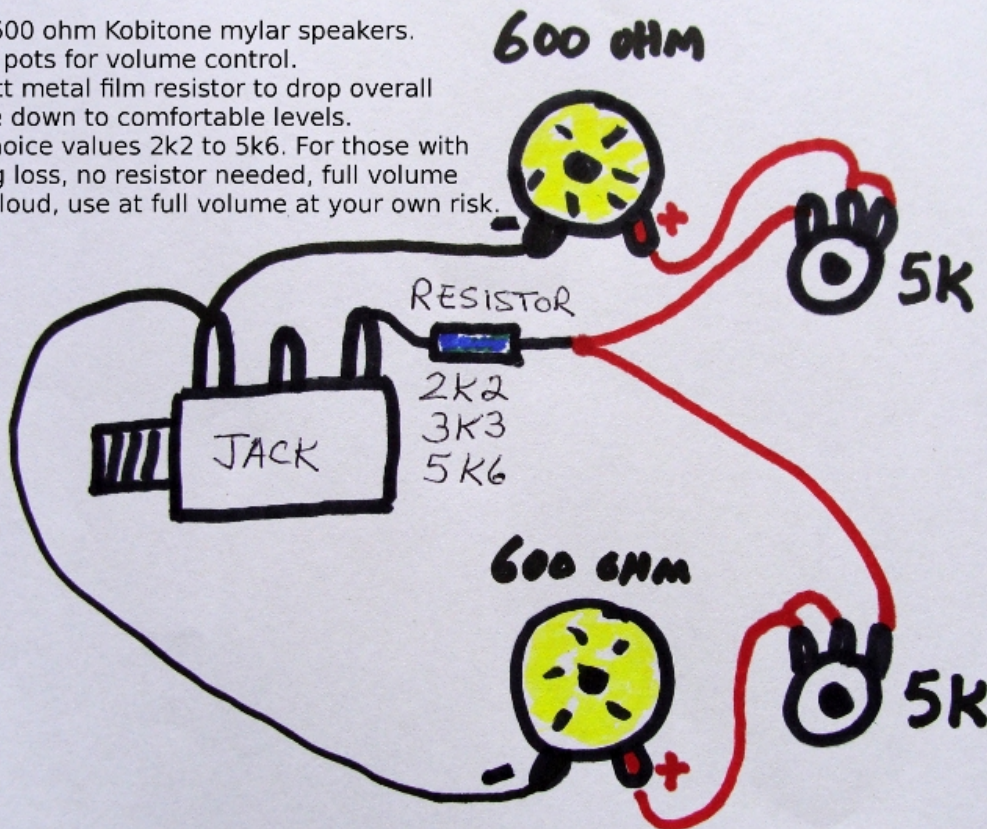 600 ohm Kobitone mylar speakers.
pots for volume control.
metal film resistor to drop overall
down to comfortable levels.
values 2k2 to 5k6. For those with
loss, no resistor needed, full volume
loud, use at full volume at your own risk.
600 OHM
+
-
5K
RESISTOR
2K2
3K3
5K6
JACK
600 OHM
5K
-
+